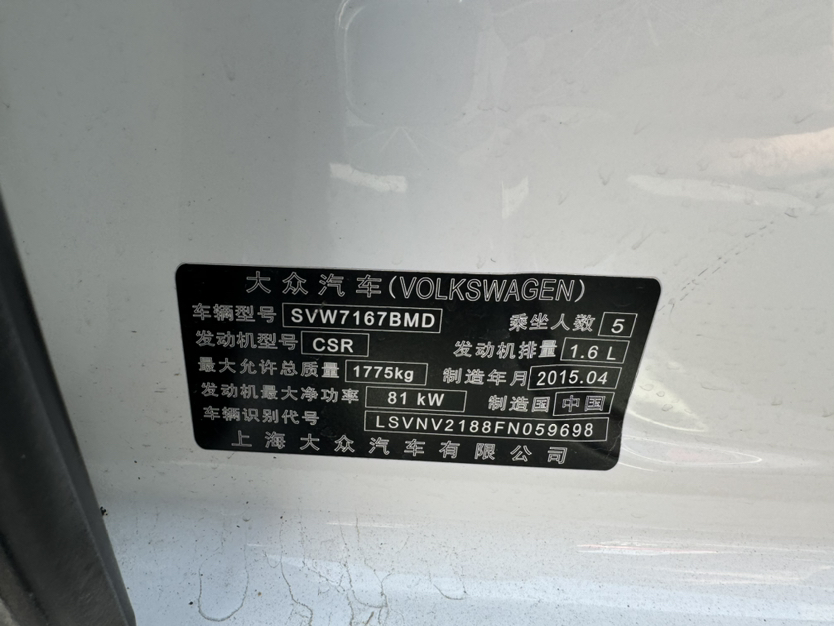 大众汽车(VOLKSWAGEN)
车辆型号 SVW7167BMD 乘坐人数 5
发动机型号 CSR 发动机排量 1.6 L
最大允许总质量 1775kg 制造年月 2015.04
发动机最大净功率 81 kW 制造国 中国
车辆识别代号 LSVNV2188FN059698
上海大众汽车有限公司